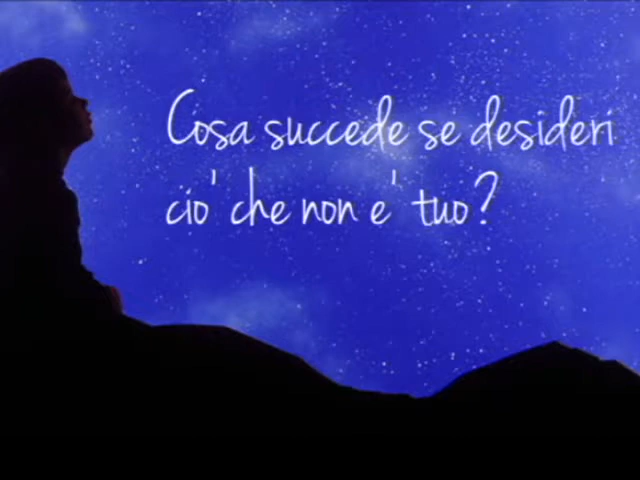 Cosa succede se desideri
cio' che non e' tuo?